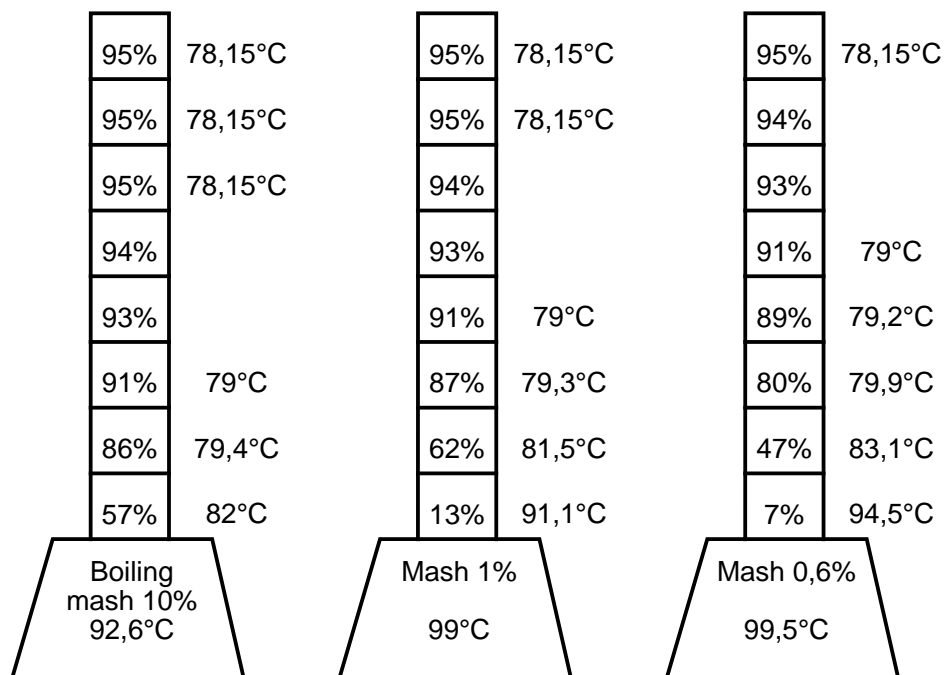 95% 78,15°C 95% 78,15°C 95% 78,15°C
95% 78,15°C 95% 78,15°C 94%
95% 78,15°C 94% 93%
94% 93% 91% 79°C
93% 91% 79°C 89% 79,2°C
91% 79°C 87% 79,3°C 80% 79,9°C
86% 79,4°C 62% 81,5°C 47% 83,1°C
57% 82°C 13% 91,1°C 7% 94,5°C
Boiling Mash 1% Mash 0,6%
mash 10%
92,6°C 99°C 99,5°C